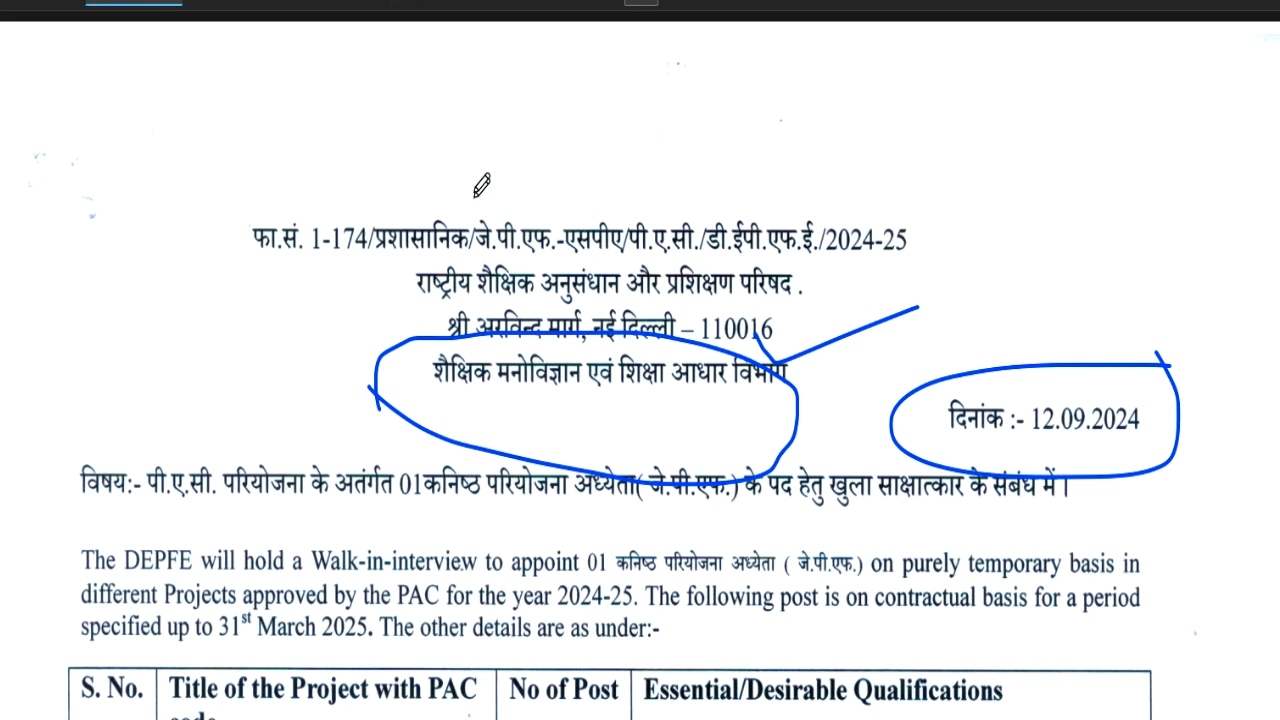 फा.सं. 1-174/प्रशासानिक/जे.पी.एफ.-एसपीए/पी.ए.सी./डी.ईपी.एफ.ई./2024-25
राष्ट्रीय शैक्षिक अनुसंधान और प्रशिक्षण परिषद .
श्री अरविन्द मार्ग, नई दिल्ली – 110016
शैक्षिक मनोविज्ञान एवं शिक्षा आधार विभाग
दिनांक :- 12.09.2024
विषय:- पी.ए.सी. परियोजना के अतंर्गत 01कनिष्ठ परियोजना अध्येता( जे.पी.एफ.) के पद हेतु खुला साक्षात्कार के संबंध में।
The DEPFE will hold a Walk-in-interview to appoint 01 कनिष्ठ परियोजना अध्येता ( जे.पी.एफ.) on purely temporary basis in
different Projects approved by the PAC for the year 2024-25. The following post is on contractual basis for a period
specified up to 31st March 2025. The other details are as under:-
S. No. Title of the Project with PAC No of Post Essential/Desirable Qualifications